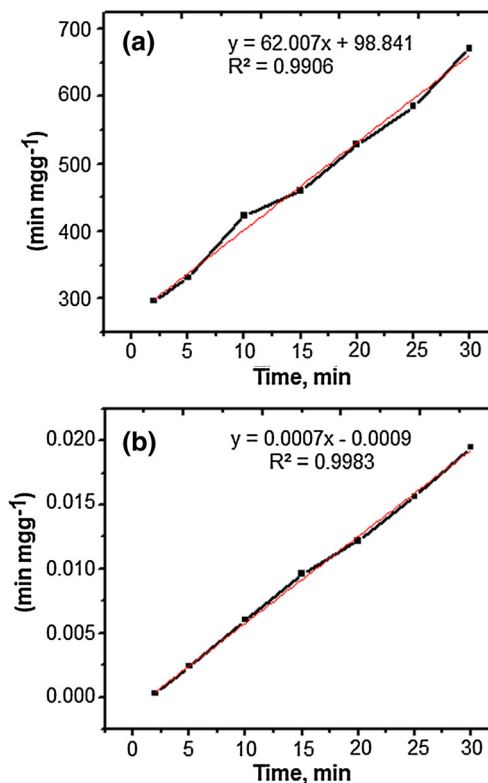 (a)
y = 62.007x + 98.841
R² = 0.9906
700
600
500
400
300
(min mgg-1)
0 5 10 15 20 25 30
Time, min
(b)
y = 0.0007x - 0.0009
R² = 0.9983
0.020
0.015
0.010
0.005
0.000
(min mgg-1)
0 5 10 15 20 25 30
Time, min